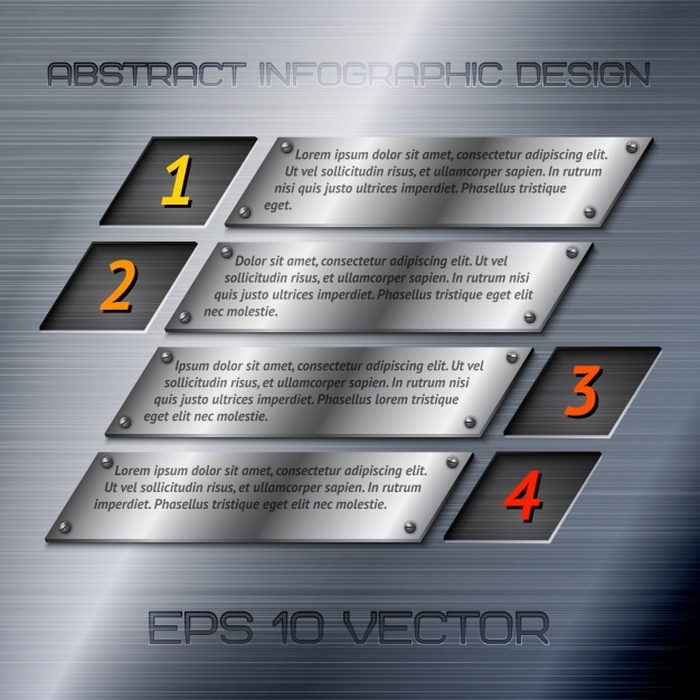 ABSTRACT INFOGRAPHIC DESIGN
1
Lorem ipsum dolor sit amet, consectetur adipiscing elit.
Ut vel sollicitudin risus, et ullamcorper sapien. In rutrum
nisi quis justo ultrices imperdiet. Phasellus tristique
eget.
2
Dolor sit amet, consectetur adipiscing elit. Ut vel
sollicitudin risus, et ullamcorper sapien. In rutrum nisi
quis justo ultrices imperdiet. Phasellus tristique eget elit
nec molestie.
Ipsum dolor sit amet, consectetur adipiscing elit. Ut vel
sollicitudin risus, et ullamcorper sapien. In rutrum nisi
quis justo ultrices imperdiet. Phasellus lorem tristique
eget elit nec molestie.
3
Lorem ipsum dolor sit amet, consectetur adipiscing elit.
Ut vel sollicitudin risus, et ullamcorper sapien. In rutrum
imperdiet. Phasellus tristique eget elit nec molestie.
4
EPS 10 VECTOR